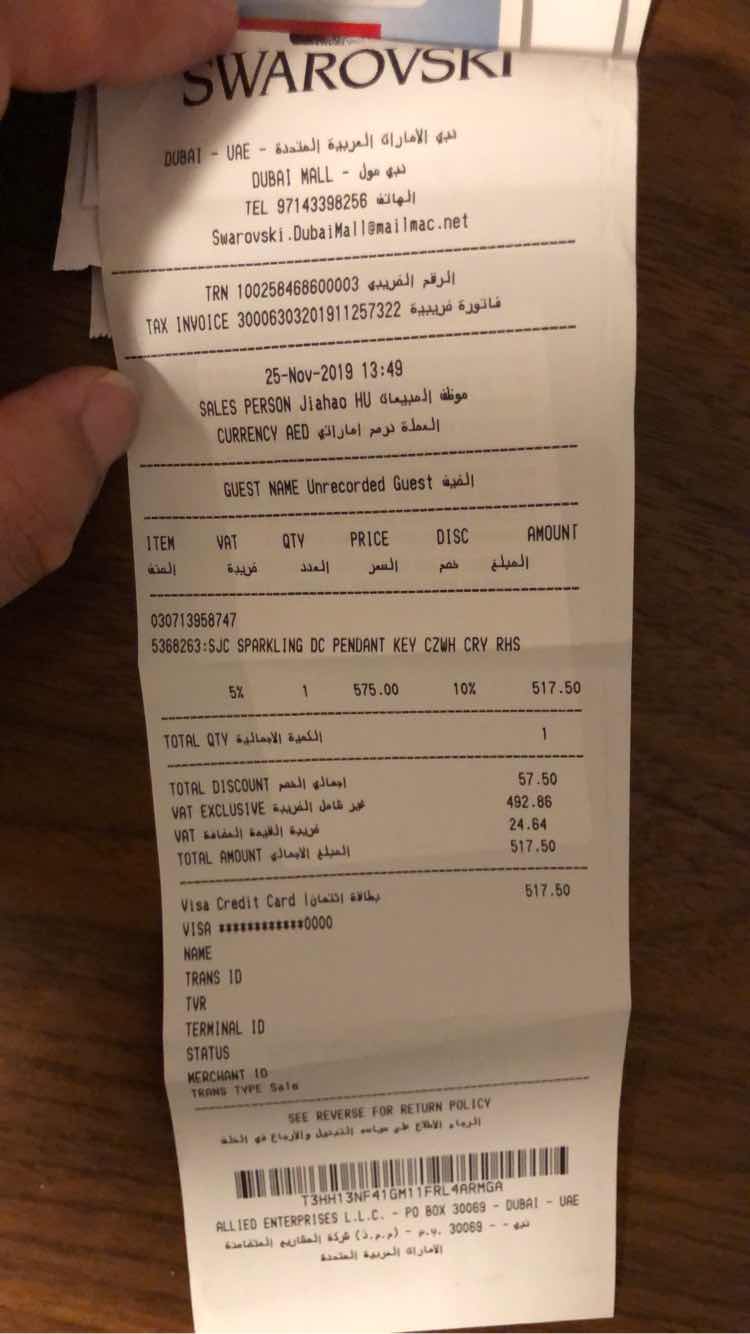 SWAROVSKI
DUBAI - UAE - دبي الامارات العربية المتحدة
DUBAI MALL - دبي مول
TEL 97143398256 الهاتف
Swarovski.DubaiMall@mailmac.net
TRN 100258468600003 الرقم الضريبي
TAX INVOICE 30006303201911257322 فاتورة ضريبية
25-Nov-2019 13:49
SALES PERSON Jiahao HU موظف المبيعات
CURRENCY AED العملة درهم اماراتي
GUEST NAME Unrecorded Guest الضيف
ITEM VAT QTY PRICE DISC AMOUNT
الصنف ضريبة العدد السعر خصم المبلغ
030713958747
5368263:SJC SPARKLING DC PENDANT KEY CZWH CRY RHS
5% 1 575.00 10% 517.50
TOTAL QTY الكمية الاجمالية 1
TOTAL DISCOUNT اجمالي الخصم 57.50
VAT EXCLUSIVE غير شامل الضريبة 492.86
VAT ضريبة القيمة المضافة 24.64
TOTAL AMOUNT المبلغ الاجمالي 517.50
Visa Credit Card بطاقة إئتمان 517.50
VISA ************0000
NAME
TRANS ID
TVR
TERMINAL ID
STATUS
MERCHANT ID
TRANS TYPE Sale
SEE REVERSE FOR RETURN POLICY
الرجاء الاطلاع على سياسه التبديل والارجاع في الخلف
T3HH13NF41GM11FRL4ARMGA
ALLIED ENTERPRISES L.L.C. - PO BOX 30069 - DUBAI - UAE
شركة المشاريع المتضامنة (ذ.م.م) - ص.ب. 30069 - - دبي
الامارات العربية المتحدة